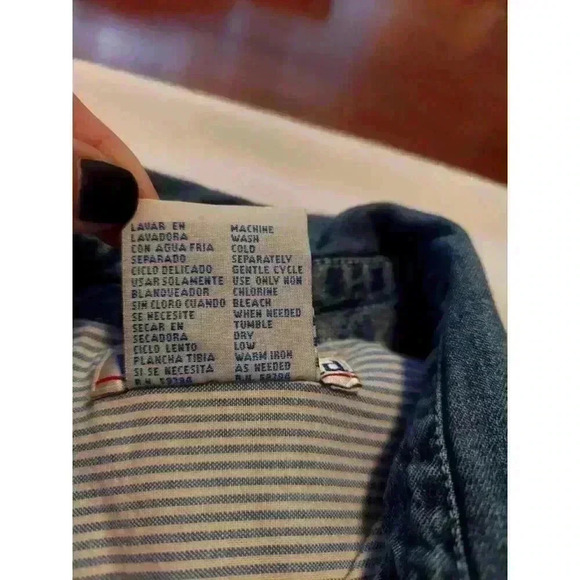 LAVAR EN
LAVADORA
CON AGUA FRIA
SEPARADO
CICLO DELICADO
USAR SOLAMENTE
BLANQUEADOR
SIN CLORO CUANDO
SE NECESITE
SECAR EN
SECADORA
CICLO LENTO
PLANCHA TIBIA
SI SE NECESITA
R.N. 58786
MACHINE
WASH
COLD
SEPARATELY
GENTLE CYCLE
USE ONLY NON
CHLORINE
BLEACH
WHEN NEEDED
TUMBLE
DRY
LOW
WARM IRON
AS NEEDED
R.N. 58786